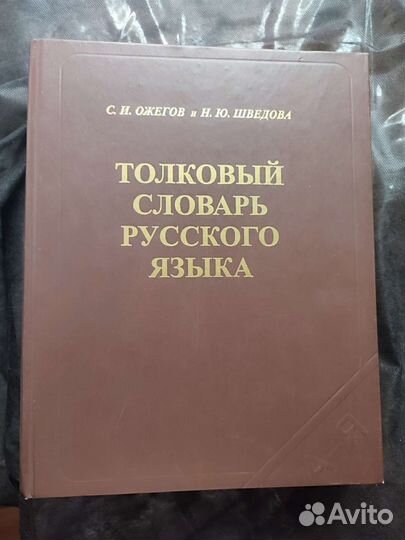 С. И. ОЖЕГОВ и Н. Ю. ШВЕДОВА
ТОЛКОВЫЙ
СЛОВАРЬ
РУССКОГО
ЯЗЫКА
Avito